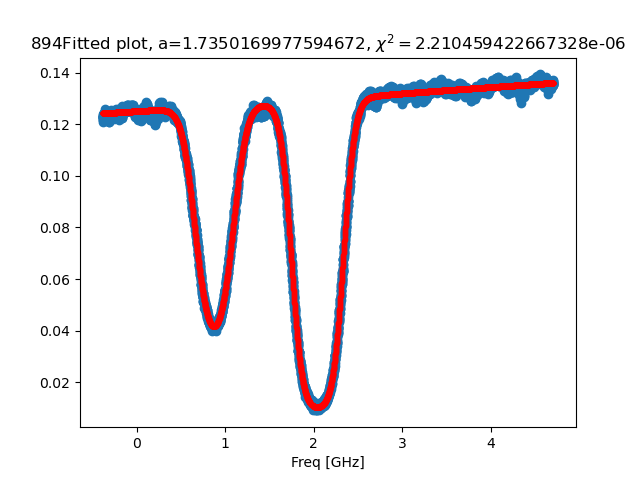 894Fitted plot, a=1.7350169977594672, χ² = 2.210459422667328e-06
0.14
0.12
0.10
0.08
0.06
0.04
0.02
0 1 2 3 4
Freq [GHz]